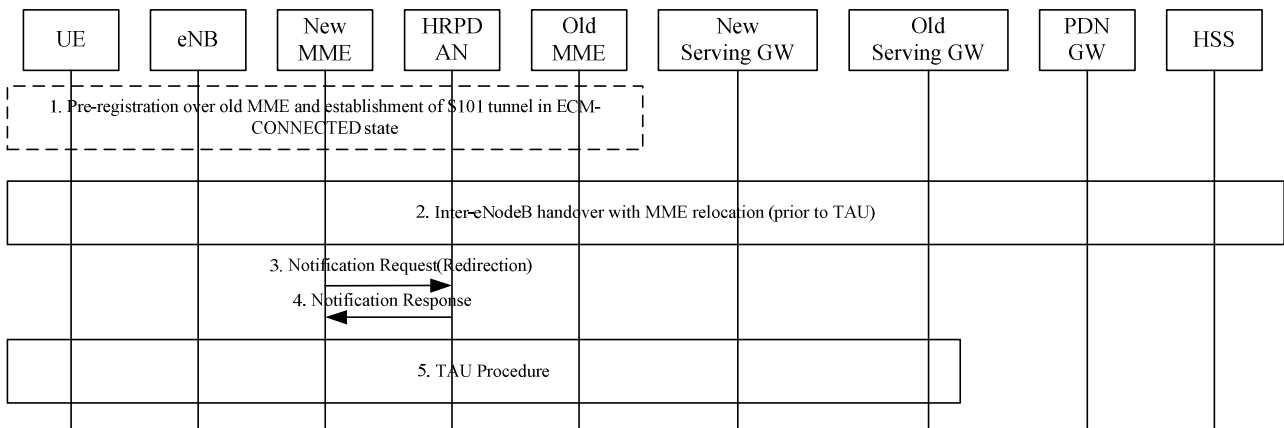 UE
eNB
New
MME
HRPD
AN
Old
MME
New
Serving GW
Old
Serving GW
PDN
GW
HSS
1. Pre-registration over old MME and establishment of S101 tunnel in ECM-
CONNECTED state
2. Inter-eNodeB handover with MME relocation (prior to TAU)
3. Notification Request(Redirection)
4. Notification Response
5. TAU Procedure